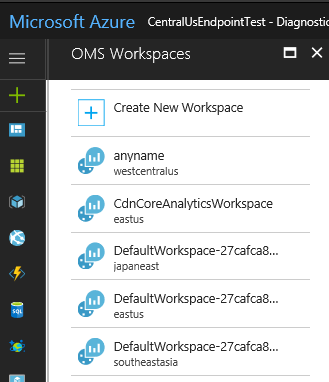 Microsoft Azure CentralUsEndpointTest - Diagnostic
OMS Workspaces
Create New Workspace
anyname
westcentralus
CdnCoreAnalyticsWorkspace
eastus
DefaultWorkspace-27cafca8...
japaneast
DefaultWorkspace-27cafca8...
eastus
DefaultWorkspace-27cafca8...
southeastasia
SQL